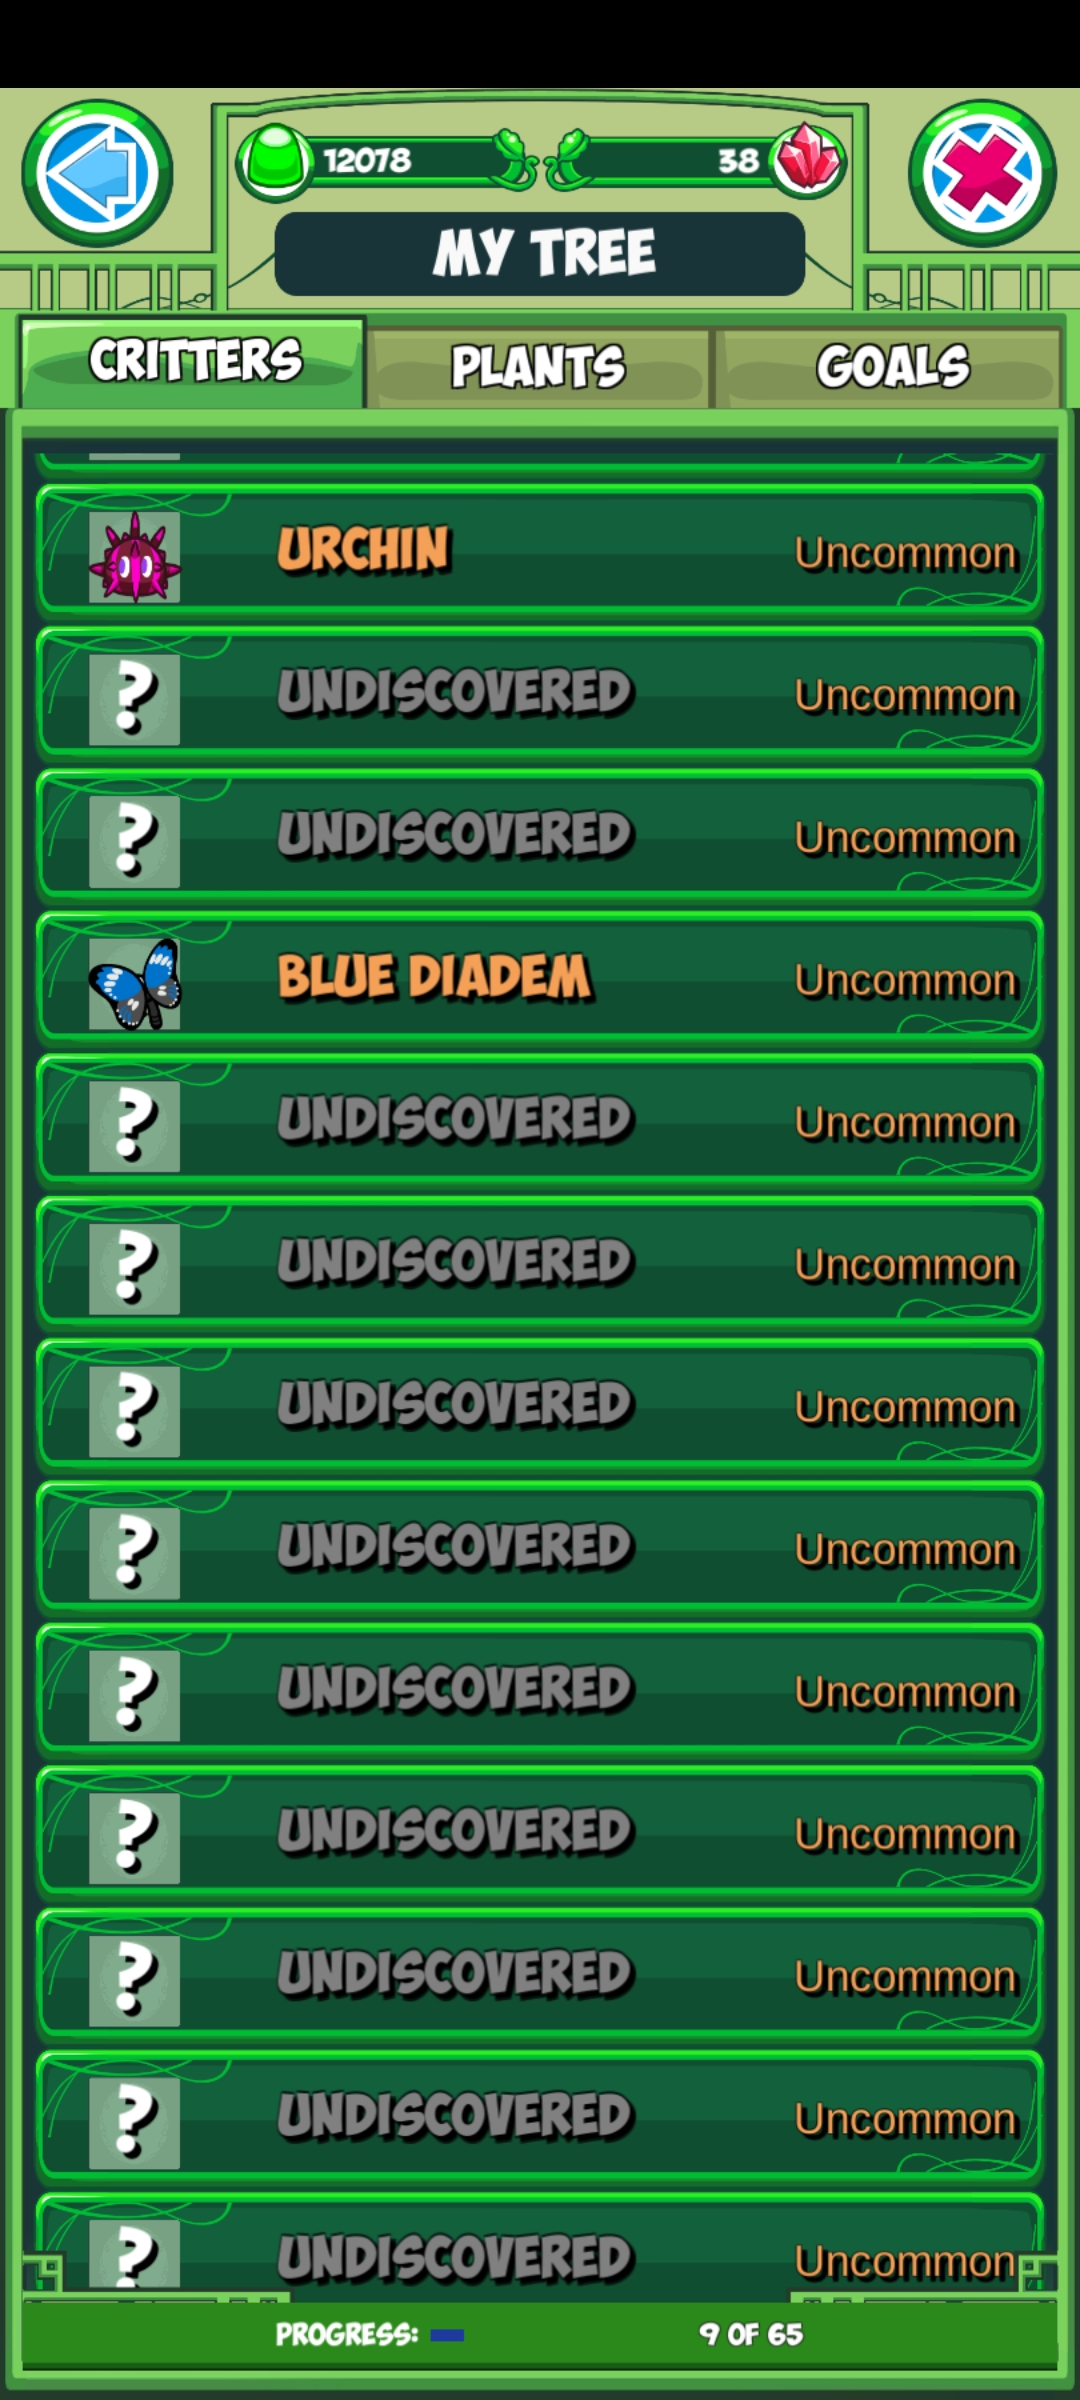 12078
38
MY TREE
CRITTERS
PLANTS
GOALS
URCHIN
Uncommon
?
UNDISCOVERED
Uncommon
?
UNDISCOVERED
Uncommon
BLUE DIADEM
Uncommon
?
UNDISCOVERED
Uncommon
?
UNDISCOVERED
Uncommon
?
UNDISCOVERED
Uncommon
?
UNDISCOVERED
Uncommon
?
UNDISCOVERED
Uncommon
?
UNDISCOVERED
Uncommon
?
UNDISCOVERED
Uncommon
?
UNDISCOVERED
Uncommon
?
UNDISCOVERED
Uncommon
PROGRESS:
9 OF 65